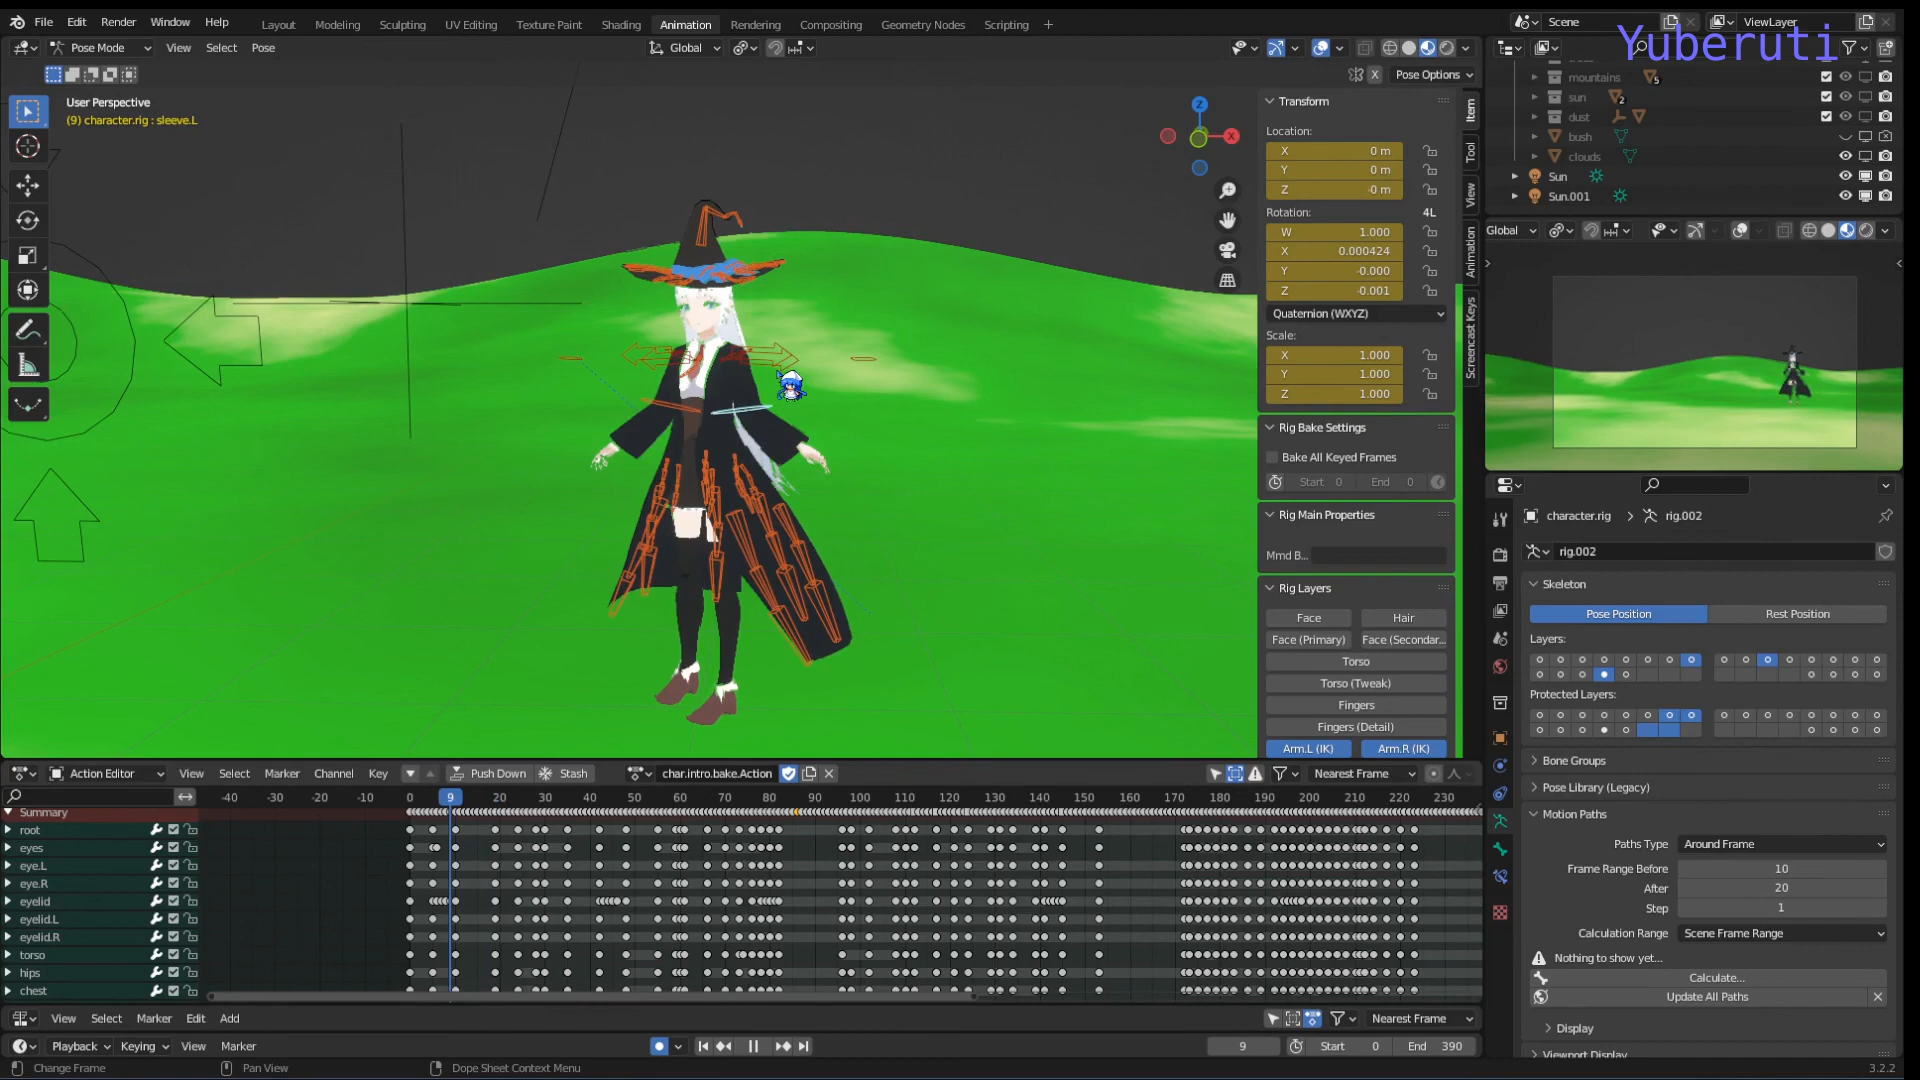 File Edit Render Window Help Layout Modeling Sculpting UV Editing Texture Paint Shading Animation Rendering Compositing Geometry Nodes Scripting +
Scene ViewLayer
Yuberuti
Pose Mode View Select Pose Global
X Pose Options
User Perspective
(9) character.rig : sleeve.L
Z
X
Transform
Location:
X 0 m
Y 0 m
Z -0 m
Rotation: 4L
W 1.000
X 0.000424
Y -0.000
Z -0.001
Quaternion (WXYZ)
Scale:
X 1.000
Y 1.000
Z 1.000
Rig Bake Settings
Bake All Keyed Frames
Start 0 End 0
Rig Main Properties
Mmd B...
Rig Layers
Face Hair
Face (Primary) Face (Secondar...
Torso
Torso (Tweak)
Fingers
Fingers (Detail)
Arm.L (IK) Arm.R (IK)
Item
Tool
View
Animation
Screencast Keys
mountains 5
sun 2
dust
bush
clouds
Sun
Sun.001
Global
character.rig rig.002
rig.002
Skeleton
Pose Position Rest Position
Layers:
Protected Layers:
Bone Groups
Pose Library (Legacy)
Motion Paths
Paths Type Around Frame
Frame Range Before 10
After 20
Step 1
Calculation Range Scene Frame Range
Nothing to show yet...
Calculate...
Update All Paths
Display
Viewport Display
Action Editor View Select Marker Channel Key Push Down Stash char.intro.bake.Action Nearest Frame
-40 -30 -20 -10 0 9 20 30 40 50 60 70 80 90 100 110 120 130 140 150 160 170 180 190 200 210 220 230
Summary
root
eyes
eye.L
eye.R
eyelid
eyelid.L
eyelid.R
torso
hips
chest
View Select Marker Edit Add Nearest Frame
Playback Keying View Marker 9 Start 0 End 390
Change Frame Pan View Dope Sheet Context Menu 3.2.2